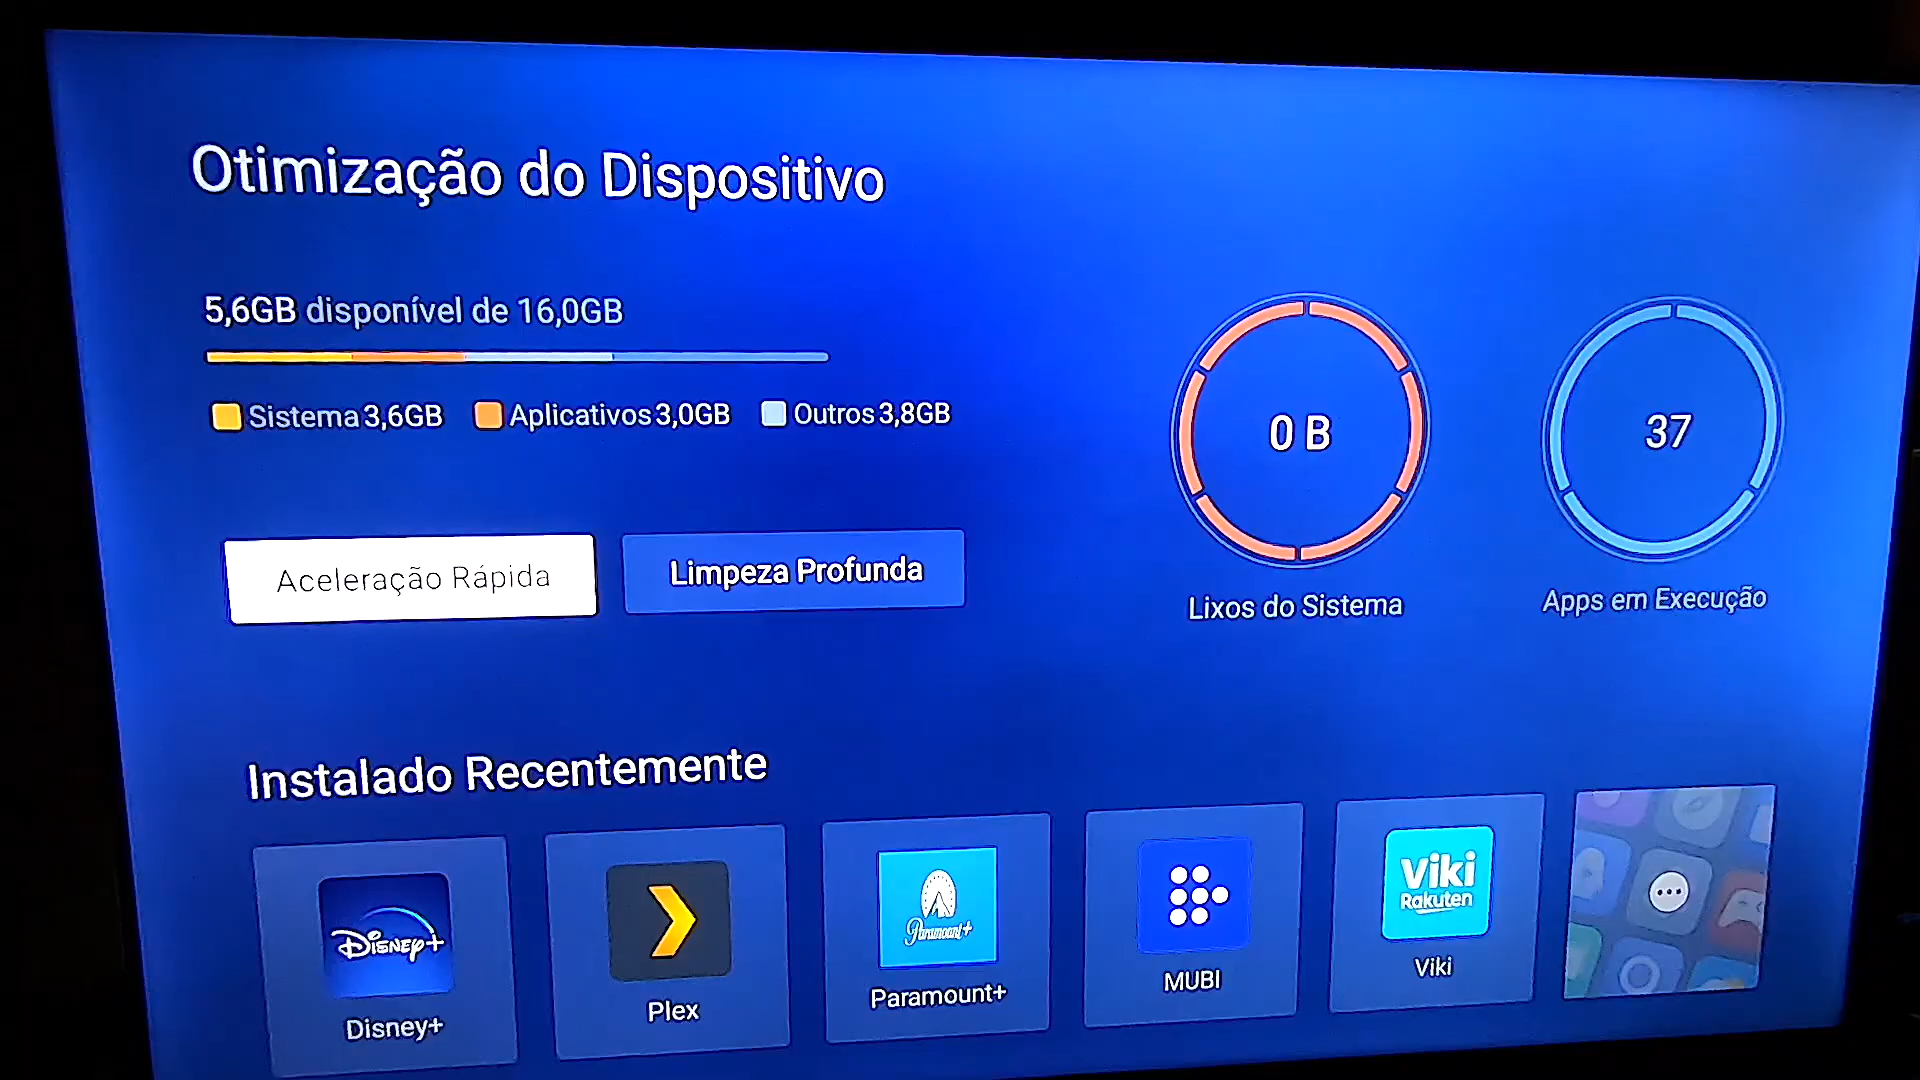 Otimização do Dispositivo
5,6GB disponível de 16,0GB
Sistema 3,6GB Aplicativos 3,0GB Outros 3,8GB
Aceleração Rápida Limpeza Profunda
0 B
Lixos do Sistema
37
Apps em Execução
Instalado Recentemente
Disney+
Disney+
Plex
Paramount+
Paramount+
MUBI
Viki
Rakuten
Viki